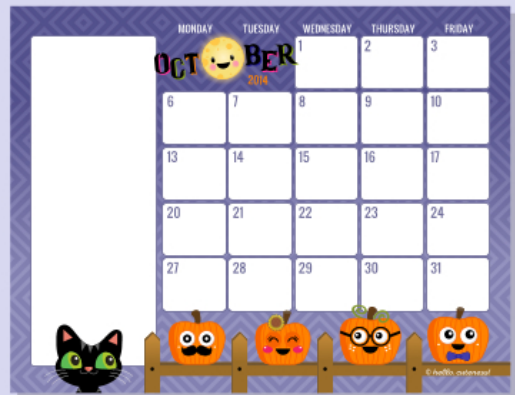 MONDAY TUESDAY WEDNESDAY THURSDAY FRIDAY
OCTOBER
2014
1 2 3
6 7 8 9 10
13 14 15 16 17
20 21 22 23 24
27 28 29 30 31
© helllo, cuteness!